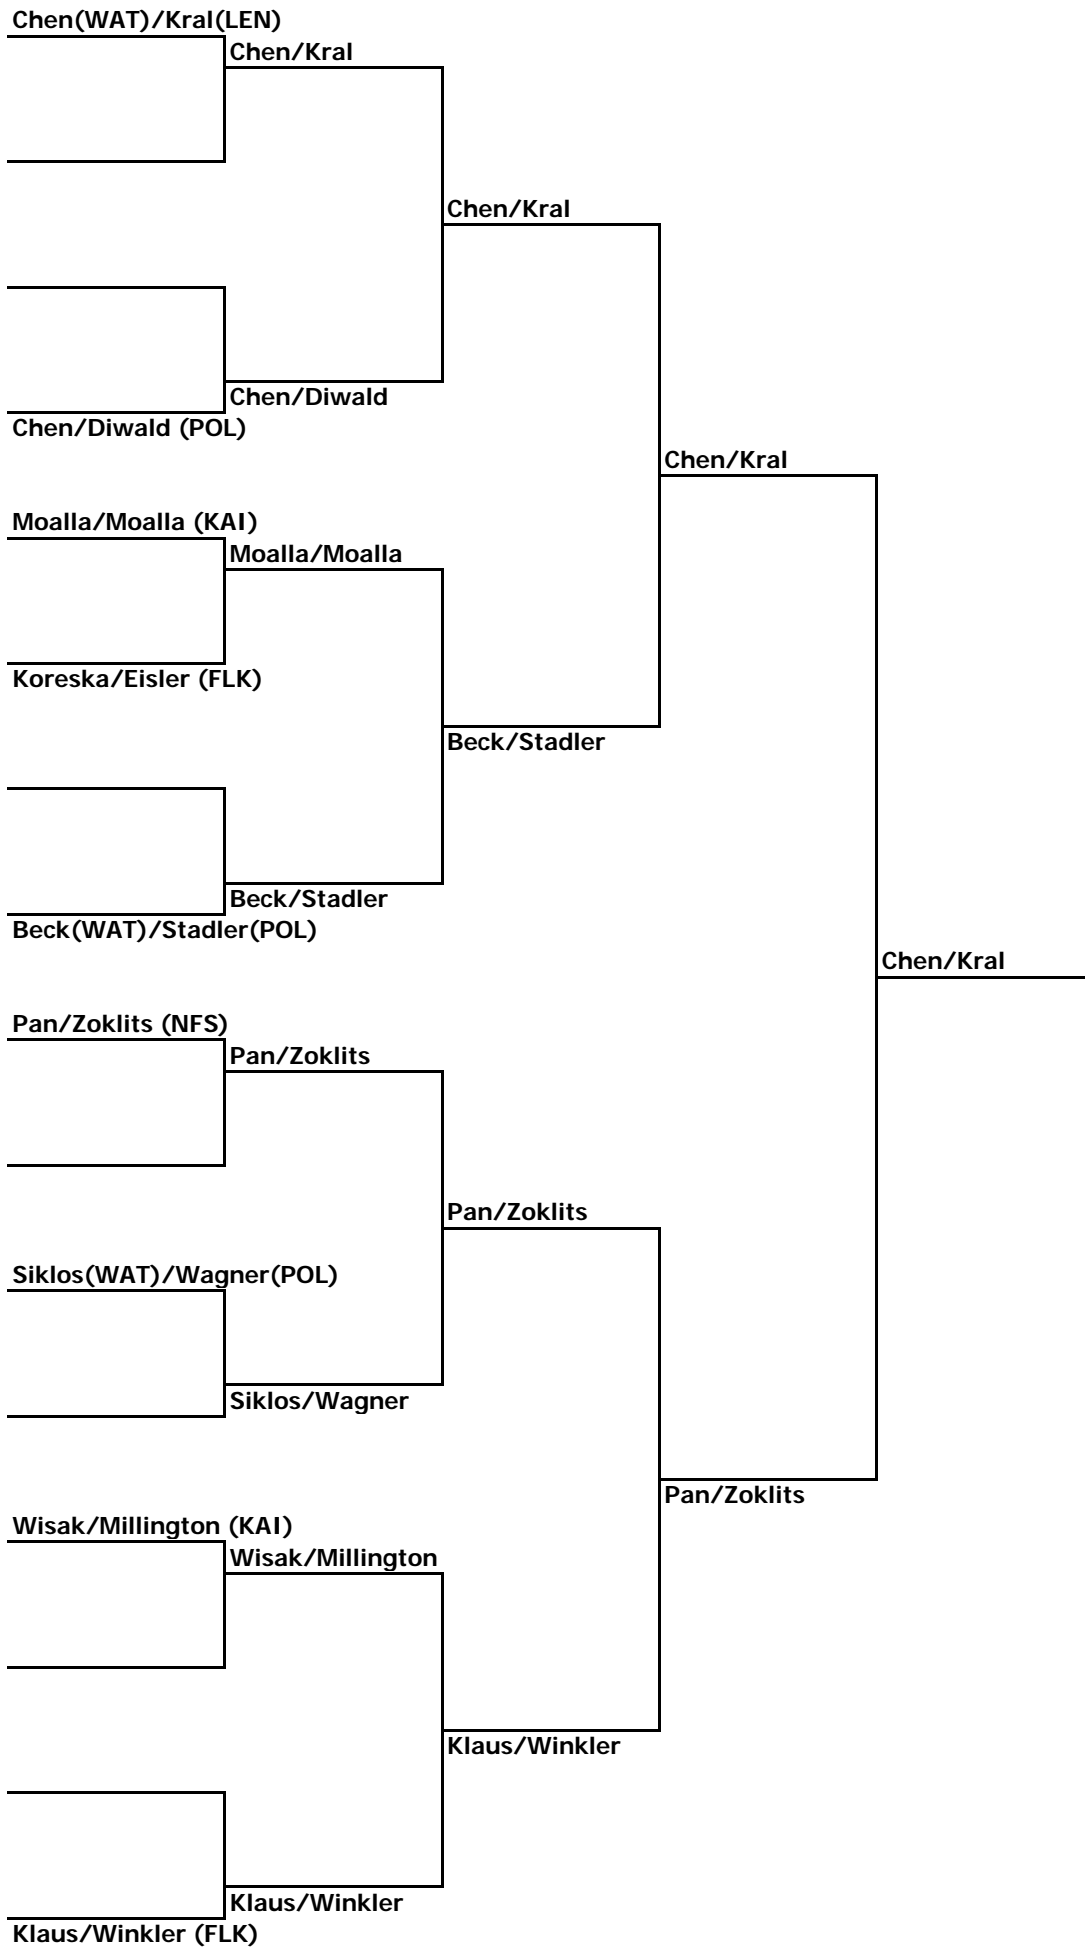 Chen(WAT)/Kral(LEN)
Chen/Kral
Chen/Kral
Chen/Diwald
Chen/Diwald (POL)
Chen/Kral
Moalla/Moalla (KAI)
Moalla/Moalla
Koreska/Eisler (FLK)
Beck/Stadler
Beck/Stadler
Beck(WAT)/Stadler(POL)
Chen/Kral
Pan/Zoklits (NFS)
Pan/Zoklits
Pan/Zoklits
Siklos(WAT)/Wagner(POL)
Siklos/Wagner
Pan/Zoklits
Wisak/Millington (KAI)
Wisak/Millington
Klaus/Winkler
Klaus/Winkler
Klaus/Winkler (FLK)